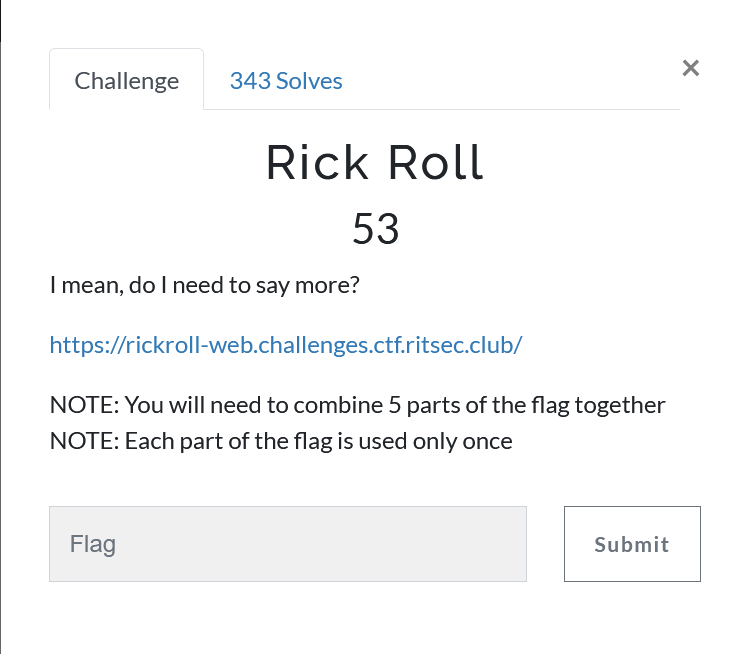 Challenge
343 Solves
×
Rick Roll
53
I mean, do I need to say more?
https://rickroll-web.challenges.ctf.ritsec.club/
NOTE: You will need to combine 5 parts of the flag together
NOTE: Each part of the flag is used only once
Flag
Submit